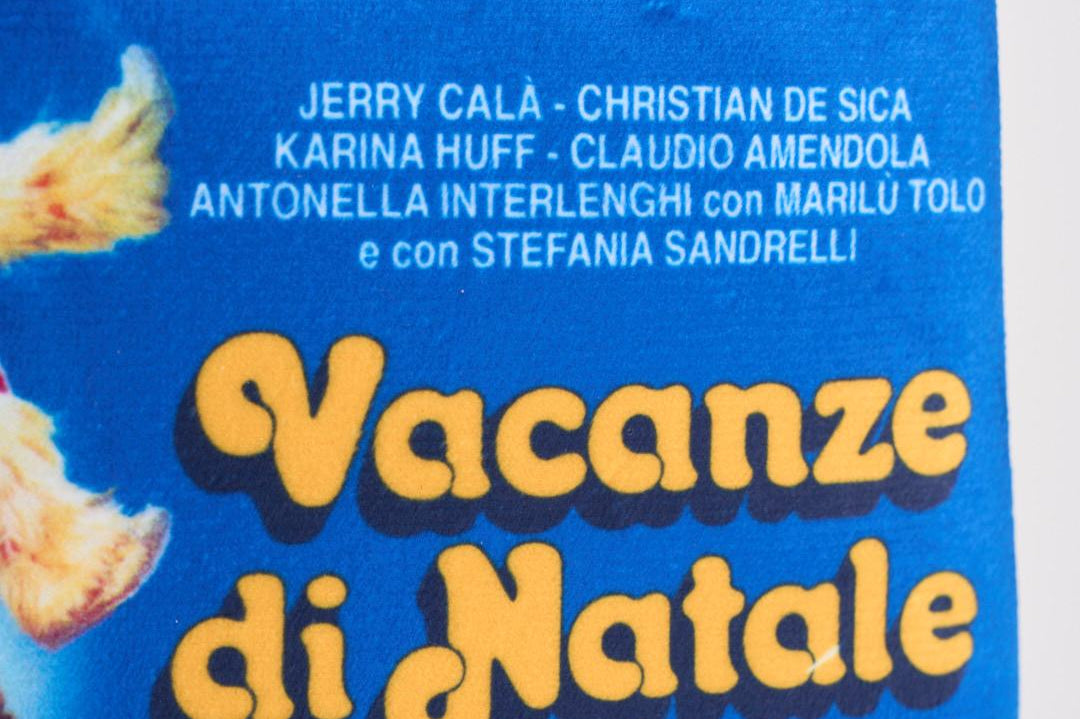 JERRY CALÀ - CHRISTIAN DE SICA
KARINA HUFF - CLAUDIO AMENDOLA
ANTONELLA INTERLENGHI con MARILÙ TOLO
e con STEFANIA SANDRELLI
Vacanze
di Natale